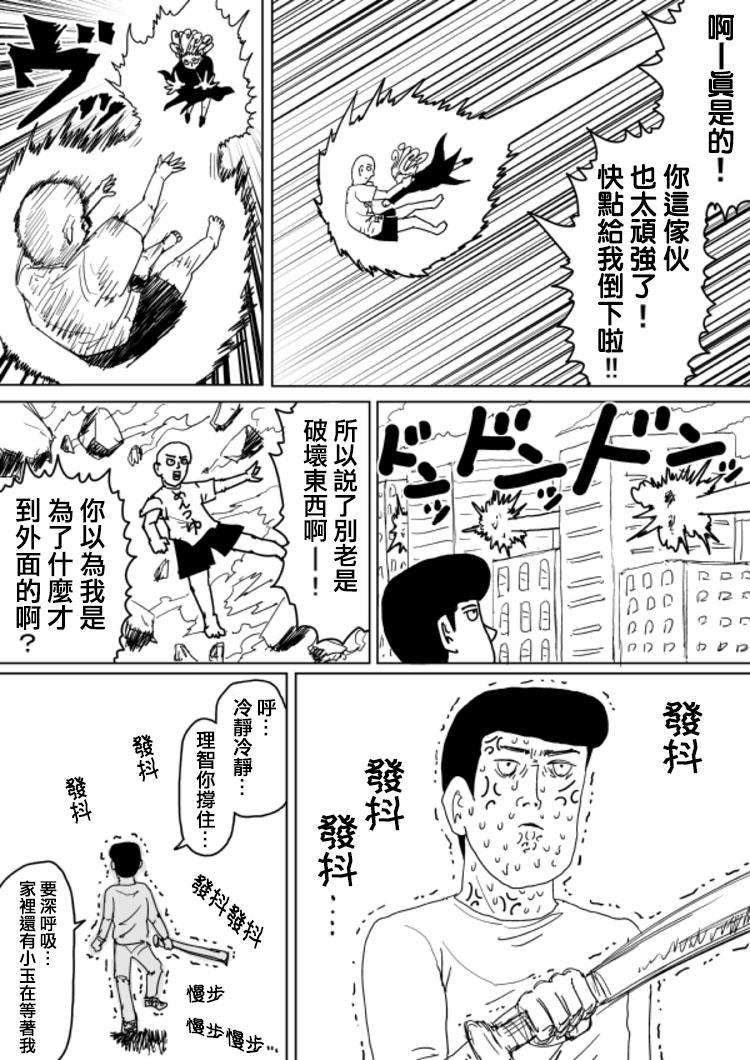 啊ー真是的！
你這傢伙
也太頑強了！
快點給我倒下啦!!
ヴ
ドン
ドン
ドン
所以說了別老是
破壞東西啊ー！
你以為我是
為了什麼才
到外面的啊？
發抖
發抖
發抖…
呼…
冷靜冷靜…
理智你撐住…
發抖
發抖
發抖發抖
慢步
慢步慢步…
要深呼吸…
家裡還有小玉在等著我